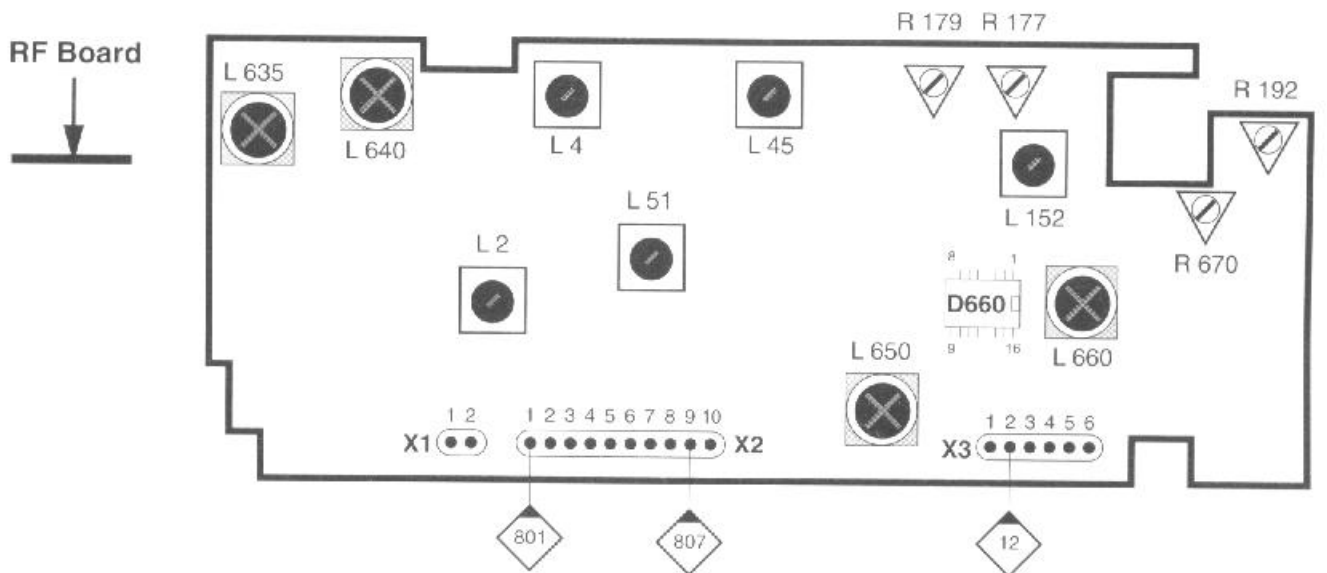 R 179 R 177
RF Board
L 635
R 192
L 640
L 4
L 45
L 51
L 152
L 2
R 670
8 1
D660
9 16
L 650
L 660
1 2
1 2 3 4 5 6 7 8 9 10
1 2 3 4 5 6
X1
X2
X3
801
807
12